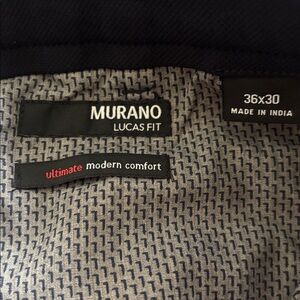 MURANO
LUCAS FIT
ultimate modern comfort
36x30
MADE IN INDIA